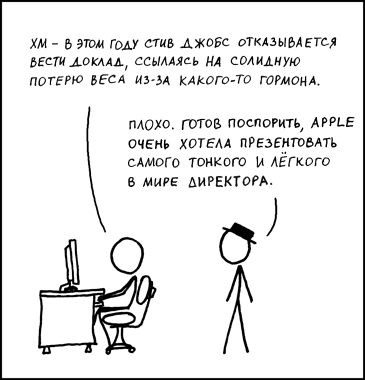 ХМ – В ЭТОМ ГОДУ СТИВ ДЖОБС ОТКАЗЫВАЕТСЯ
ВЕСТИ ДОКЛАД, ССЫЛАЯСЬ НА СОЛИДНУЮ
ПОТЕРЮ ВЕСА ИЗ-ЗА КАКОГО-ТО ГОРМОНА.
ПЛОХО. ГОТОВ ПОСПОРИТЬ, APPLE
ОЧЕНЬ ХОТЕЛА ПРЕЗЕНТОВАТЬ
САМОГО ТОНКОГО И ЛЁГКОГО
В МИРЕ ДИРЕКТОРА.